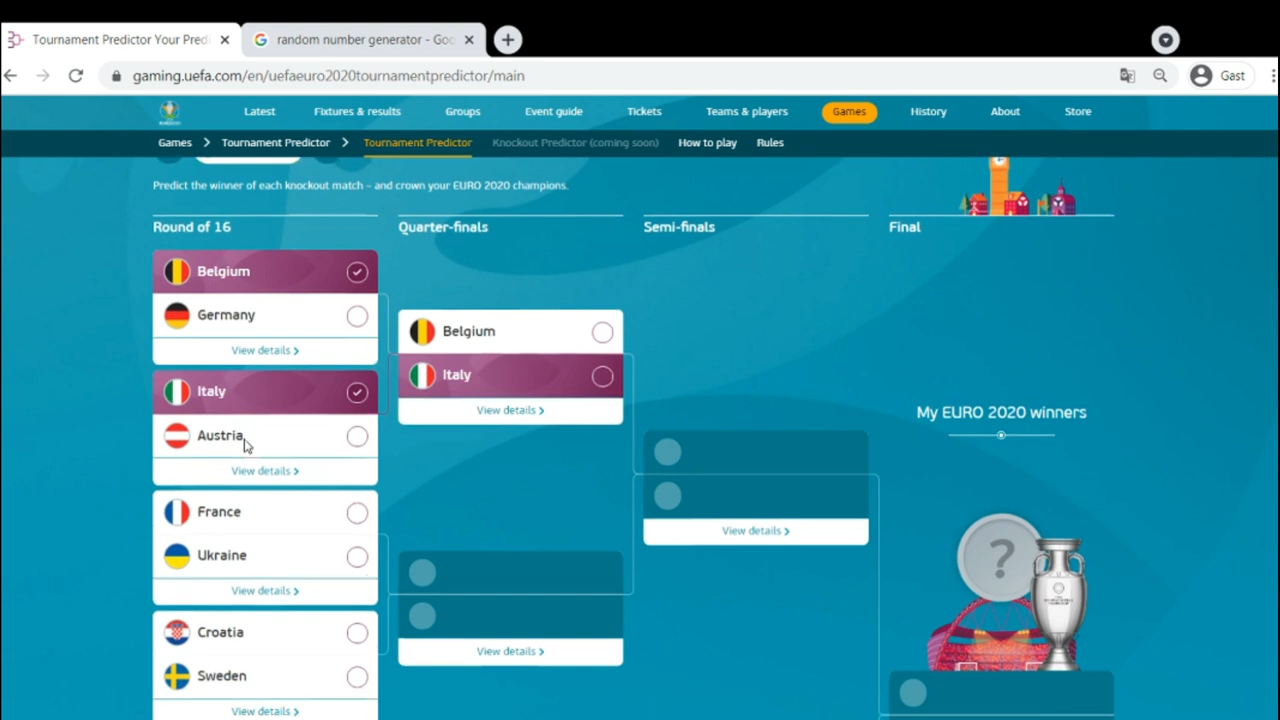 Tournament Predictor Your Pred
random number generator - Goo
gaming.uefa.com/en/uefaeuro2020tournamentpredictor/main
Gast
Latest
Fixtures & results
Groups
Event guide
Tickets
Teams & players
Games
History
About
Store
Games
Tournament Predictor
Tournament Predictor
Knockout Predictor (coming soon)
How to play
Rules
Predict the winner of each knockout match – and crown your EURO 2020 champions.
Round of 16
Quarter-finals
Semi-finals
Final
Belgium
Germany
View details
Italy
Austria
View details
France
Ukraine
View details
Croatia
Sweden
View details
Belgium
Italy
View details
View details
View details
My EURO 2020 winners
?